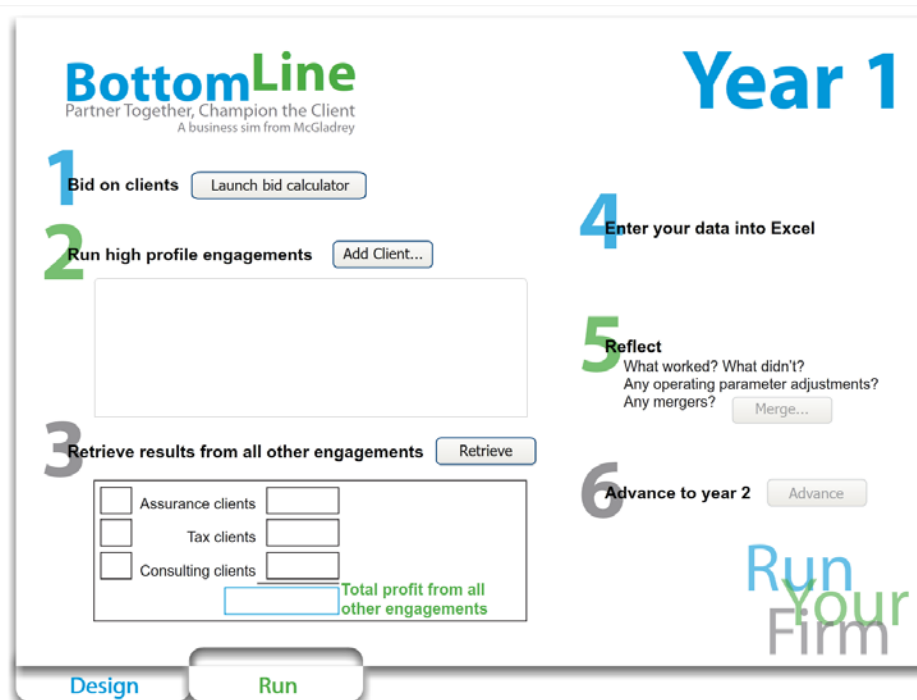 BottomLine
Partner Together, Champion the Client
A business sim from McGladrey
Year 1
1
Bid on clients
Launch bid calculator
2
Run high profile engagements
Add Client...
3
Retrieve results from all other engagements
Retrieve
Assurance clients
Tax clients
Consulting clients
Total profit from all
other engagements
4
Enter your data into Excel
5
Reflect
What worked? What didn't?
Any operating parameter adjustments?
Any mergers?
Merge...
6
Advance to year 2
Advance
Run
Your
Firm
Design
Run